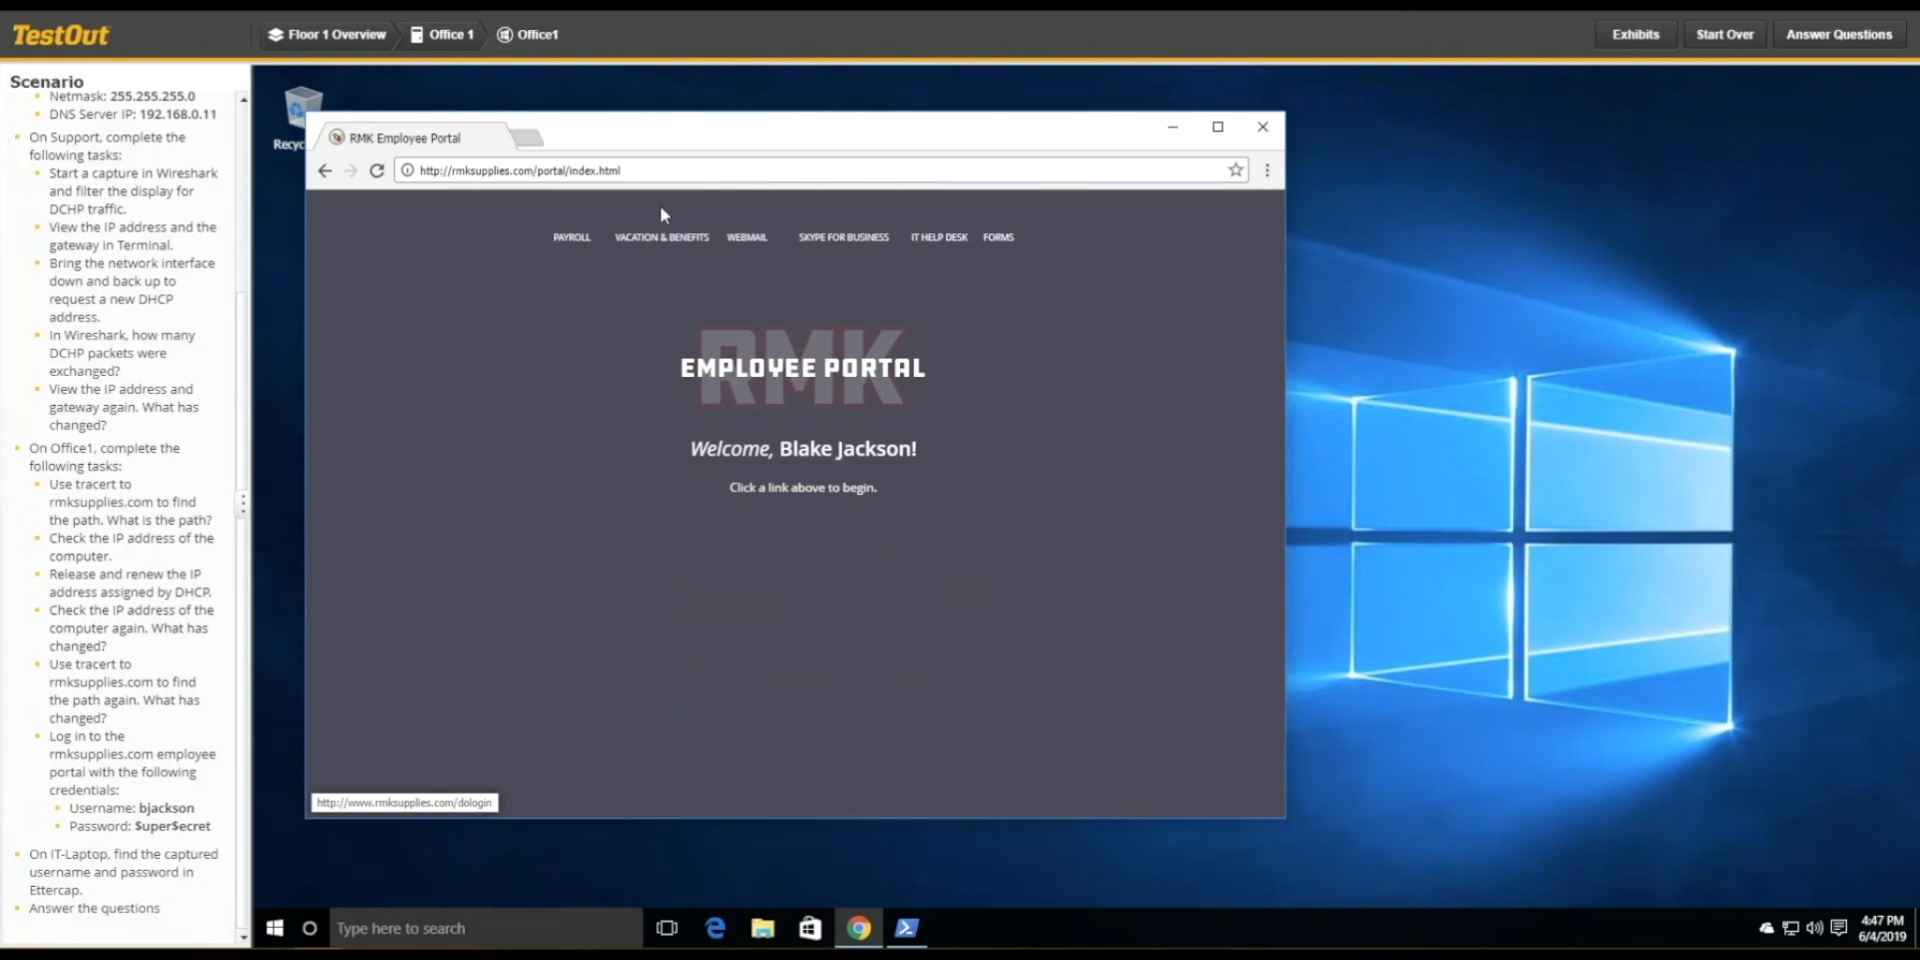 TestOut
Floor 1 Overview
Office 1
Office1
Exhibits
Start Over
Answer Questions
Scenario
Netmask: 255.255.255.0
DNS Server IP: 192.168.0.11
On Support, complete the
following tasks:
Start a capture in Wireshark
and filter the display for
DCHP traffic.
View the IP address and the
gateway in Terminal.
Bring the network interface
down and back up to
request a new DHCP
address.
In Wireshark, how many
DCHP packets were
exchanged?
View the IP address and
gateway again. What has
changed?
On Office1, complete the
following tasks:
Use tracert to
rmksupplies.com to find
the path. What is the path?
Check the IP address of the
computer.
Release and renew the IP
address assigned by DHCP.
Check the IP address of the
computer again. What has
changed?
Use tracert to
rmksupplies.com to find
the path again. What has
changed?
Log in to the
rmksupplies.com employee
portal with the following
credentials:
Username: bjackson
Password: $uper$ecret
On IT-Laptop, find the captured
username and password in
Ettercap.
Answer the questions
Recyc
RMK Employee Portal
http://rmksupplies.com/portal/index.html
PAYROLL
VACATION & BENEFITS
WEBMAIL
SKYPE FOR BUSINESS
IT HELP DESK
FORMS
RMK
EMPLOYEE PORTAL
Welcome, Blake Jackson!
Click a link above to begin.
http://www.rmksupplies.com/dologin
Type here to search
4:47 PM
6/4/2019